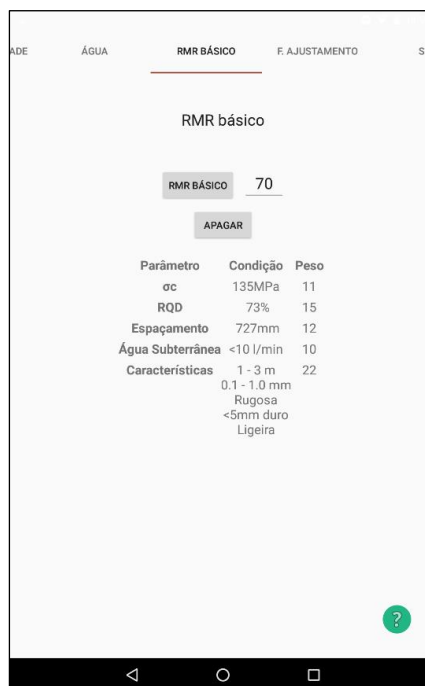 ADE ÁGUA RMR BÁSICO F. AJUSTAMENTO S
RMR básico
RMR BÁSICO 70
APAGAR
Parâmetro Condição Peso
σc 135MPa 11
RQD 73% 15
Espaçamento 727mm 12
Água Subterrânea <10 l/min 10
Características 1 - 3 m 22
0.1 - 1.0 mm
Rugosa
<5mm duro
Ligeira
?